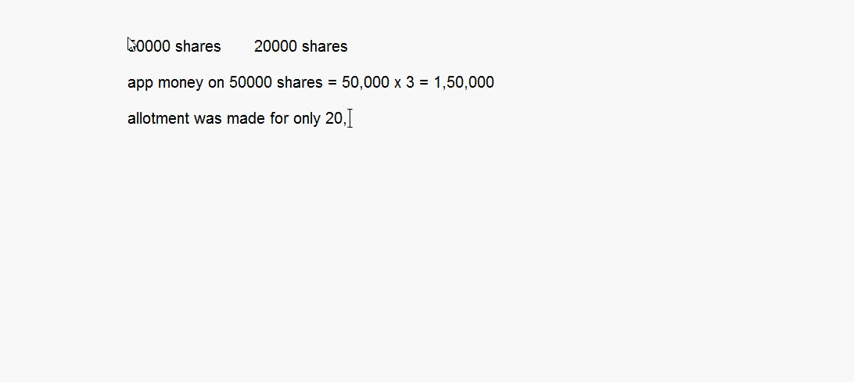 0000 shares 20000 shares
app money on 50000 shares = 50,000 x 3 = 1,50,000
allotment was made for only 20,